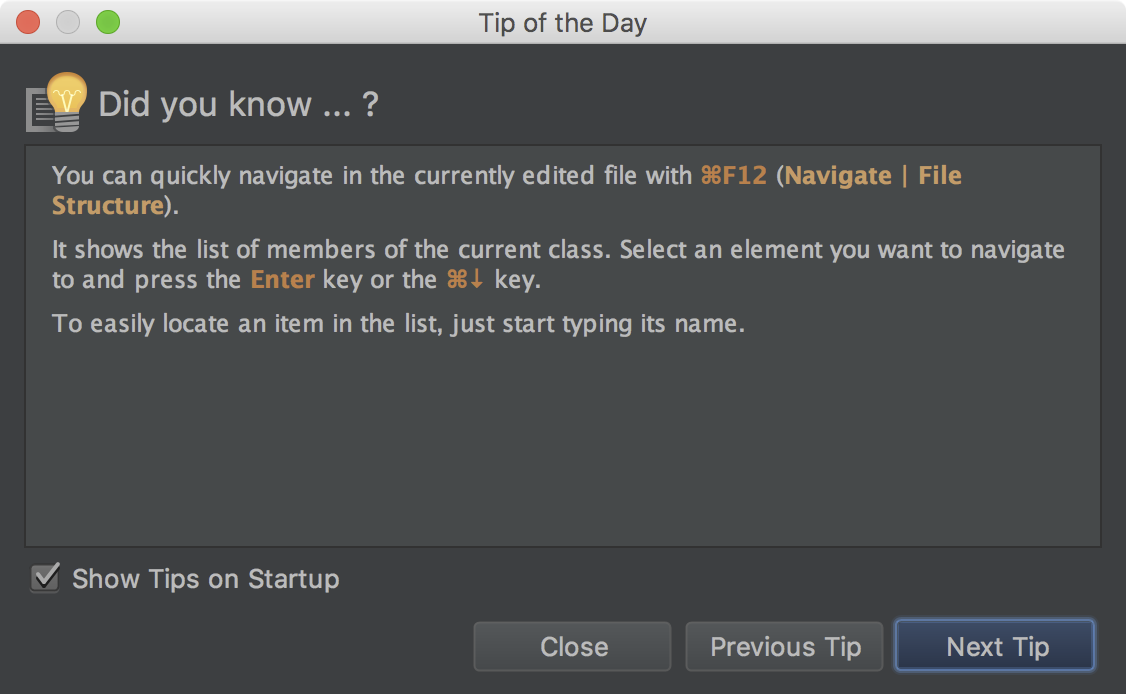 Tip of the Day
Did you know ... ?
You can quickly navigate in the currently edited file with ⌘F12 (Navigate | File
Structure).
It shows the list of members of the current class. Select an element you want to navigate
to and press the Enter key or the ⌘↓ key.
To easily locate an item in the list, just start typing its name.
Show Tips on Startup
Close
Previous Tip
Next Tip